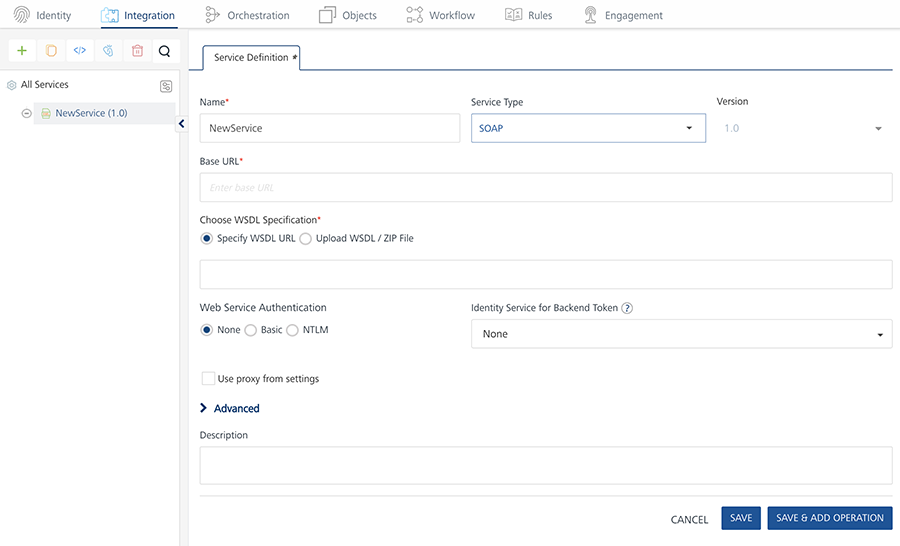 Identity Integration Orchestration Objects Workflow Rules Engagement
Service Definition *
All Services
NewService (1.0)
Name* Service Type Version
NewService SOAP 1.0
Base URL*
Enter base URL
Choose WSDL Specification*
Specify WSDL URL Upload WSDL / ZIP File
Web Service Authentication Identity Service for Backend Token ?
None Basic NTLM None
Use proxy from settings
Advanced
Description
CANCEL SAVE SAVE & ADD OPERATION